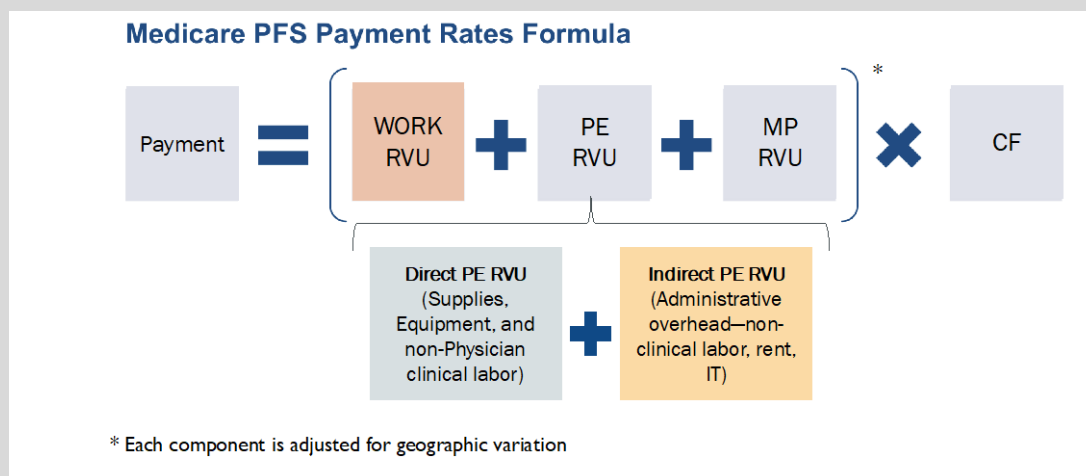 Medicare PFS Payment Rates Formula
*
Payment
WORK
RVU
PE
RVU
MP
RVU
CF
Direct PE RVU
(Supplies,
Equipment, and
non-Physician
clinical labor)
Indirect PE RVU
(Administrative
overhead—non-
clinical labor, rent,
IT)
* Each component is adjusted for geographic variation